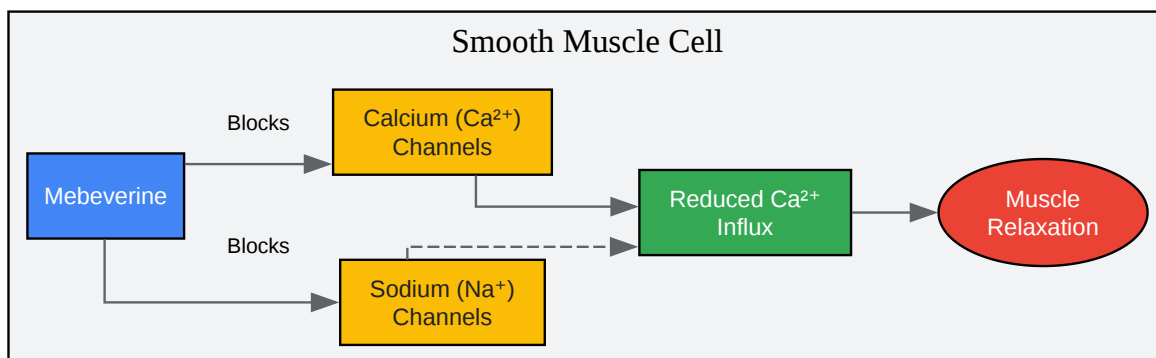 Smooth Muscle Cell
Blocks
Calcium (Ca²⁺)
Channels
Mebeverine
Reduced Ca²⁺
Influx
Muscle
Relaxation
Blocks
Sodium (Na⁺)
Channels